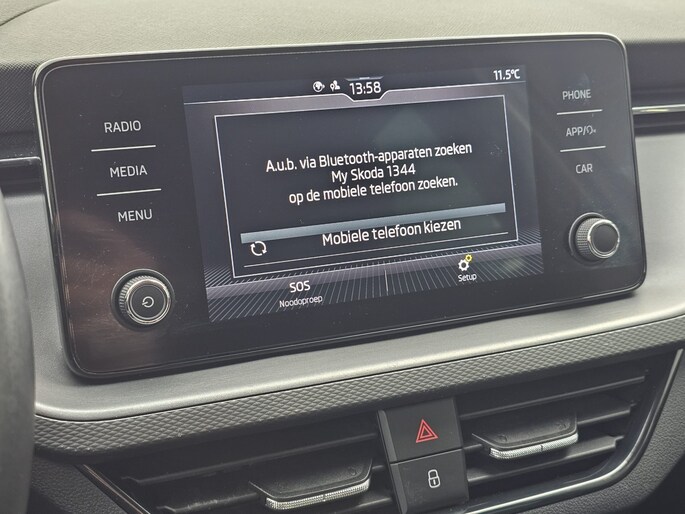 13:58
11.5°C
RADIO
MEDIA
MENU
A.u.b. via Bluetooth-apparaten zoeken
My Skoda 1344
op de mobiele telefoon zoeken.
Mobiele telefoon kiezen
SOS
Noodoproep
Setup
PHONE
APP/
CAR